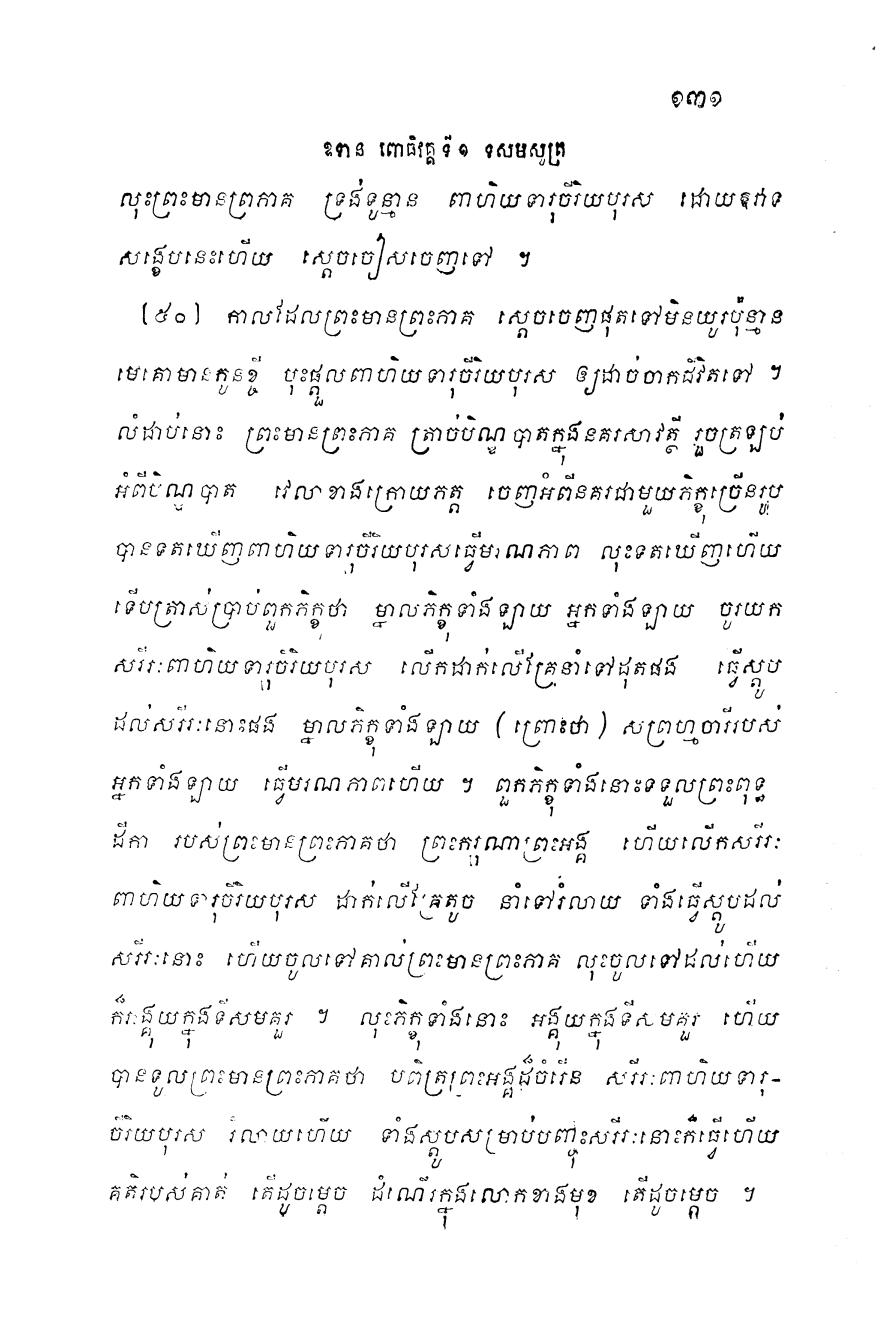 ១៣១
ឧទាន ពោធិវគ្គទី១ ទសមសូត្រ
លុះព្រះមានព្រភាគ ទ្រង់ទូន្មាន ពាហិយទារុចីរិយបុរស ដោយឱវាទ
សង្ខេបនេះហើយ ស្តេចចៀសចេញទៅ ។
[៥០] កាលដែលព្រះមានព្រះភាគ ស្តេចចេញផុតទៅមិនយូរប៉ុន្មាន
មេគោមានកូនខ្ចី បុះផ្តួលពាហិយទារុចីរិយបុរស ឲ្យដាច់ចាកជីវិតទៅ ។
លំដាប់នោះ ព្រះមានព្រះភាគ ត្រាច់បិណ្ឌបាតក្នុងនគរសាវត្ថី រួចត្រឡប់
អំពីបិណ្ឌបាត វេលាខាងក្រោយភត្ត ចេញអំពីនគរជាមួយភិក្ខុច្រើនរូប
បានទតឃើញពាហិយទារុចីរិយបុរសធ្វើមរណភាព លុះទតឃើញហើយ
ទើបត្រាស់ប្រាប់ពួកភិក្ខុថា ម្នាលភិក្ខុទាំងឡាយ អ្នកទាំងឡាយ ចូរយក
សរីរៈពាហិយទារុចីរិយបុរស លើកដាក់លើគ្រែនាំទៅដុតផង ធ្វើស្តូប
ដល់សរីរៈនោះផង ម្នាលភិក្ខុទាំងឡាយ (ព្រោះថា) សព្រហ្មចារីរបស់
អ្នកទាំងឡាយ ធ្វើមរណភាពហើយ ។ ពួកភិក្ខុទាំងនោះទទួលព្រះពុទ្ធ
ដីកា របស់ព្រះមានព្រះភាគថា ព្រះករុណាព្រះអង្គ ហើយលើកសរីរៈ
ពាហិយទារុចីរិយបុរស ដាក់លើគ្រែតូច នាំទៅរំលាយ ទាំងធ្វើស្តូបដល់
សរីរៈនោះ ហើយចូលទៅគាល់ព្រះមានព្រះភាគ លុះចូលទៅដល់ហើយ
ក៏អង្គុយក្នុងទីសមគួរ ។ លុះភិក្ខុទាំងនោះ អង្គុយក្នុងទីសមគួរ ហើយ
បានទូលព្រះមានព្រះភាគថា បពិត្រព្រះអង្គដ៏ចំរើន សរីរៈពាហិយទារុ-
ចីរិយបុរស រំលាយហើយ ទាំងស្តូបសម្រាប់បញ្ចុះសរីរៈនោះក៏ធ្វើហើយ
គតិរបស់គាត់ តើដូចម្តេច ដំណើរក្នុងលោកខាងមុខ តើដូចម្តេច ។